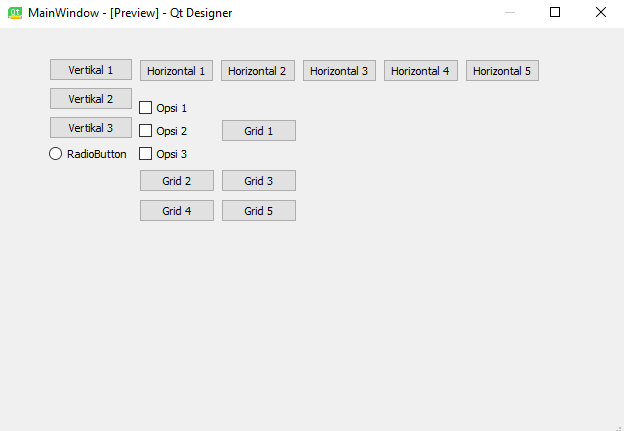 MainWindow - [Preview] - Qt Designer
Vertikal 1
Horizontal 1 Horizontal 2 Horizontal 3 Horizontal 4 Horizontal 5
Vertikal 2
Opsi 1
Vertikal 3
Opsi 2
Grid 1
RadioButton
Opsi 3
Grid 2 Grid 3
Grid 4 Grid 5